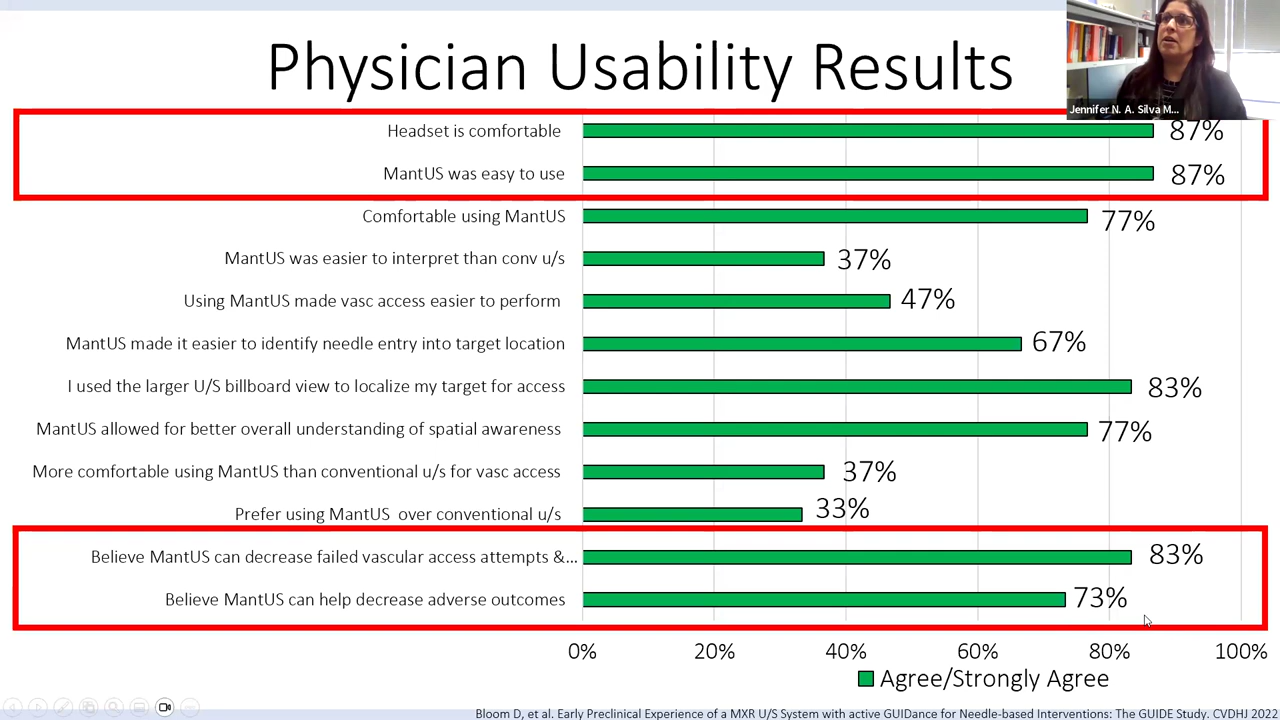 Physician Usability Results
Jennifer N. A. Silva M...
Headset is comfortable 87%
MantUS was easy to use 87%
Comfortable using MantUS 77%
MantUS was easier to interpret than conv u/s 37%
Using MantUS made vasc access easier to perform 47%
MantUS made it easier to identify needle entry into target location 67%
I used the larger U/S billboard view to localize my target for access 83%
MantUS allowed for better overall understanding of spatial awareness 77%
More comfortable using MantUS than conventional u/s for vasc access 37%
Prefer using MantUS over conventional u/s 33%
Believe MantUS can decrease failed vascular access attempts &... 83%
Believe MantUS can help decrease adverse outcomes 73%
0% 20% 40% 60% 80% 100%
Agree/Strongly Agree
Bloom D, et al. Early Preclinical Experience of a MXR U/S System with active GUIDance for Needle-based Interventions: The GUIDE Study. CVDHJ 2022